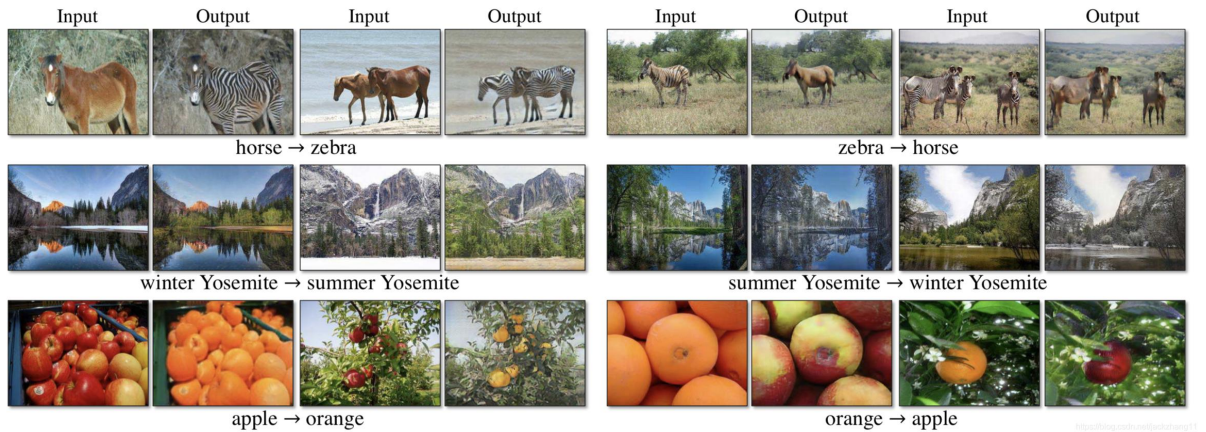 Input Output Input Output Input Output Input Output
horse → zebra zebra → horse
winter Yosemite → summer Yosemite summer Yosemite → winter Yosemite
apple → orange orange → apple